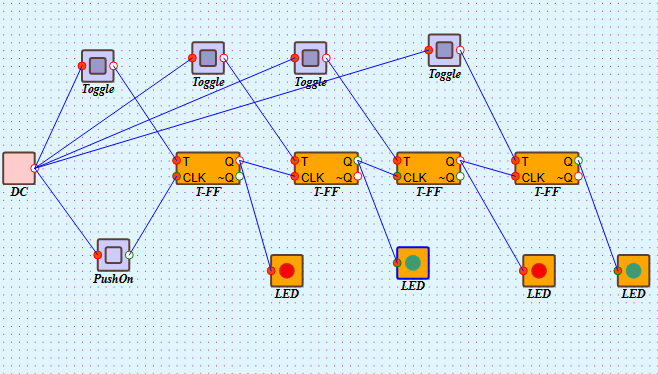 Toggle
Toggle
Toggle
Toggle
DC
T Q
CLK ~Q
T-FF
T Q
CLK ~Q
T-FF
T Q
CLK ~Q
T-FF
T Q
CLK ~Q
T-FF
PushOn
LED
LED
LED
LED